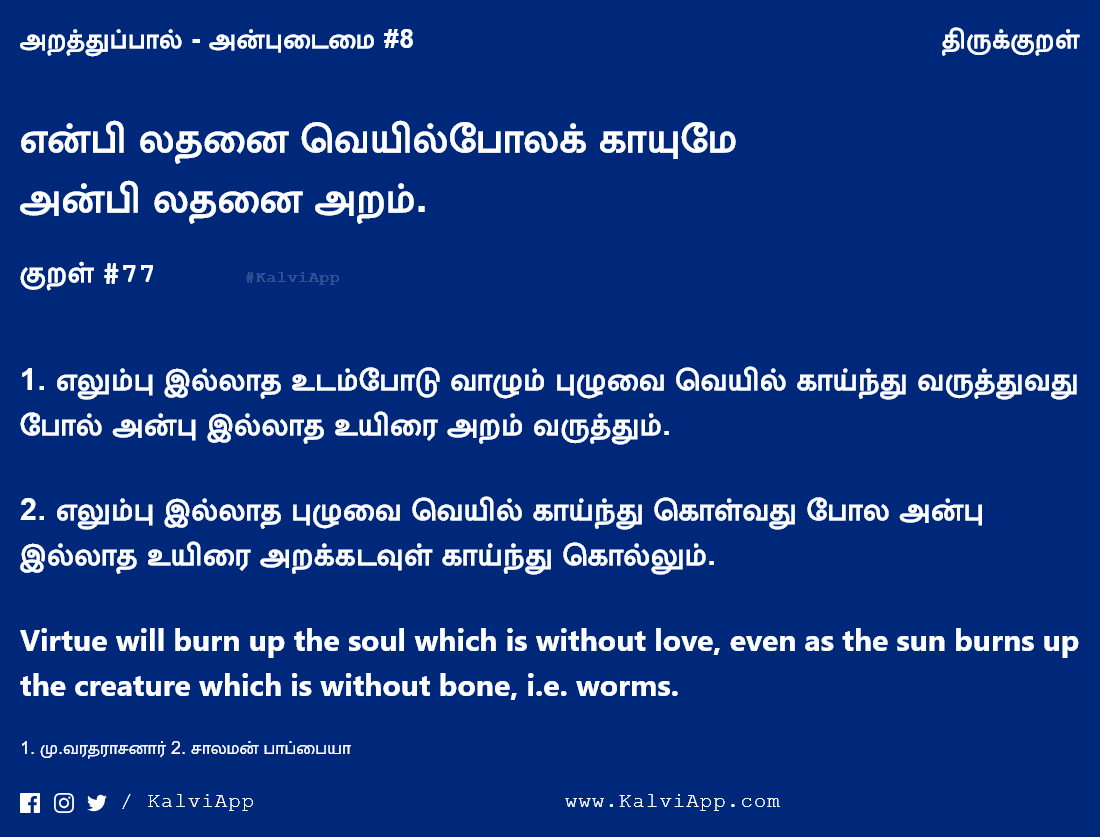 அறத்துப்பால் - அன்புடைமை #8
திருக்குறள்
என்பி லதனை வெயில்போலக் காயுமே
அன்பி லதனை அறம்.
குறள் #77
#KalviApp
1. எலும்பு இல்லாத உடம்போடு வாழும் புழுவை வெயில் காய்ந்து வருத்துவது
போல் அன்பு இல்லாத உயிரை அறம் வருத்தும்.
2. எலும்பு இல்லாத புழுவை வெயில் காய்ந்து கொள்வது போல அன்பு
இல்லாத உயிரை அறக்கடவுள் காய்ந்து கொல்லும்.
Virtue will burn up the soul which is without love, even as the sun burns up
the creature which is without bone, i.e. worms.
1. மு.வரதராசனார் 2. சாலமன் பாப்பையா
/ KalviApp
www.KalviApp.com